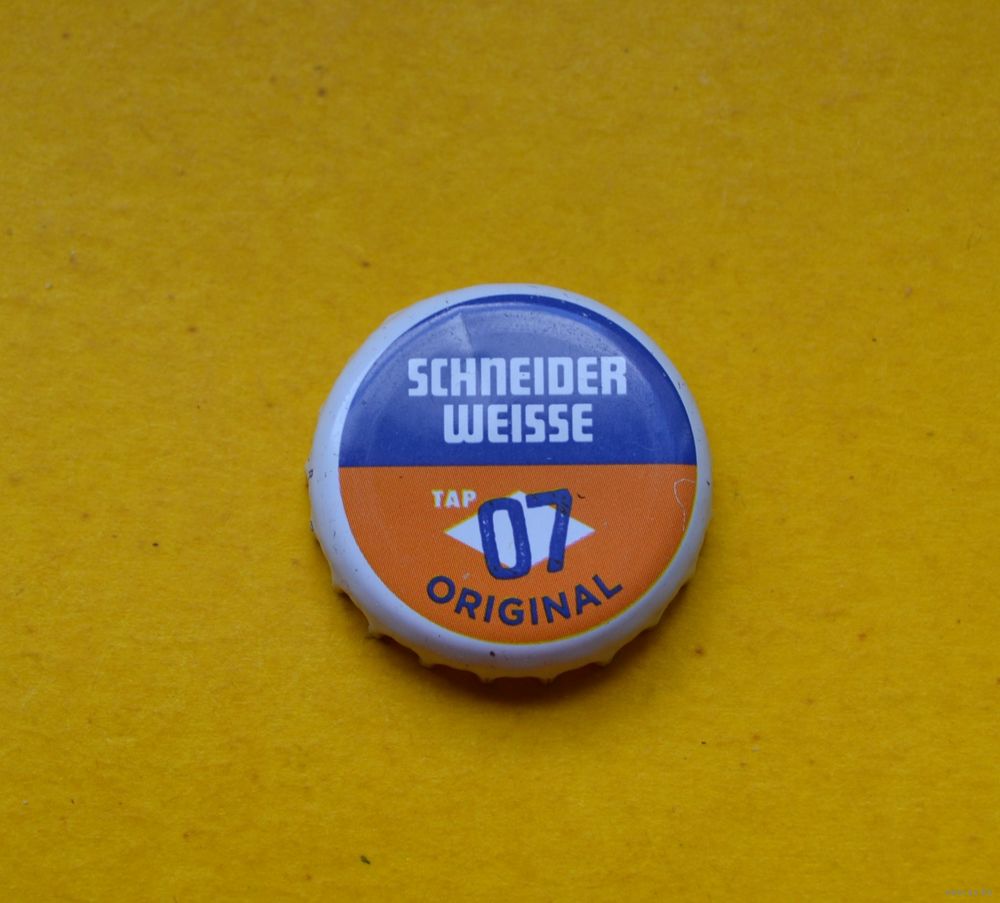 SCHNEIDER
WEISSE
TAP 07
ORIGINAL